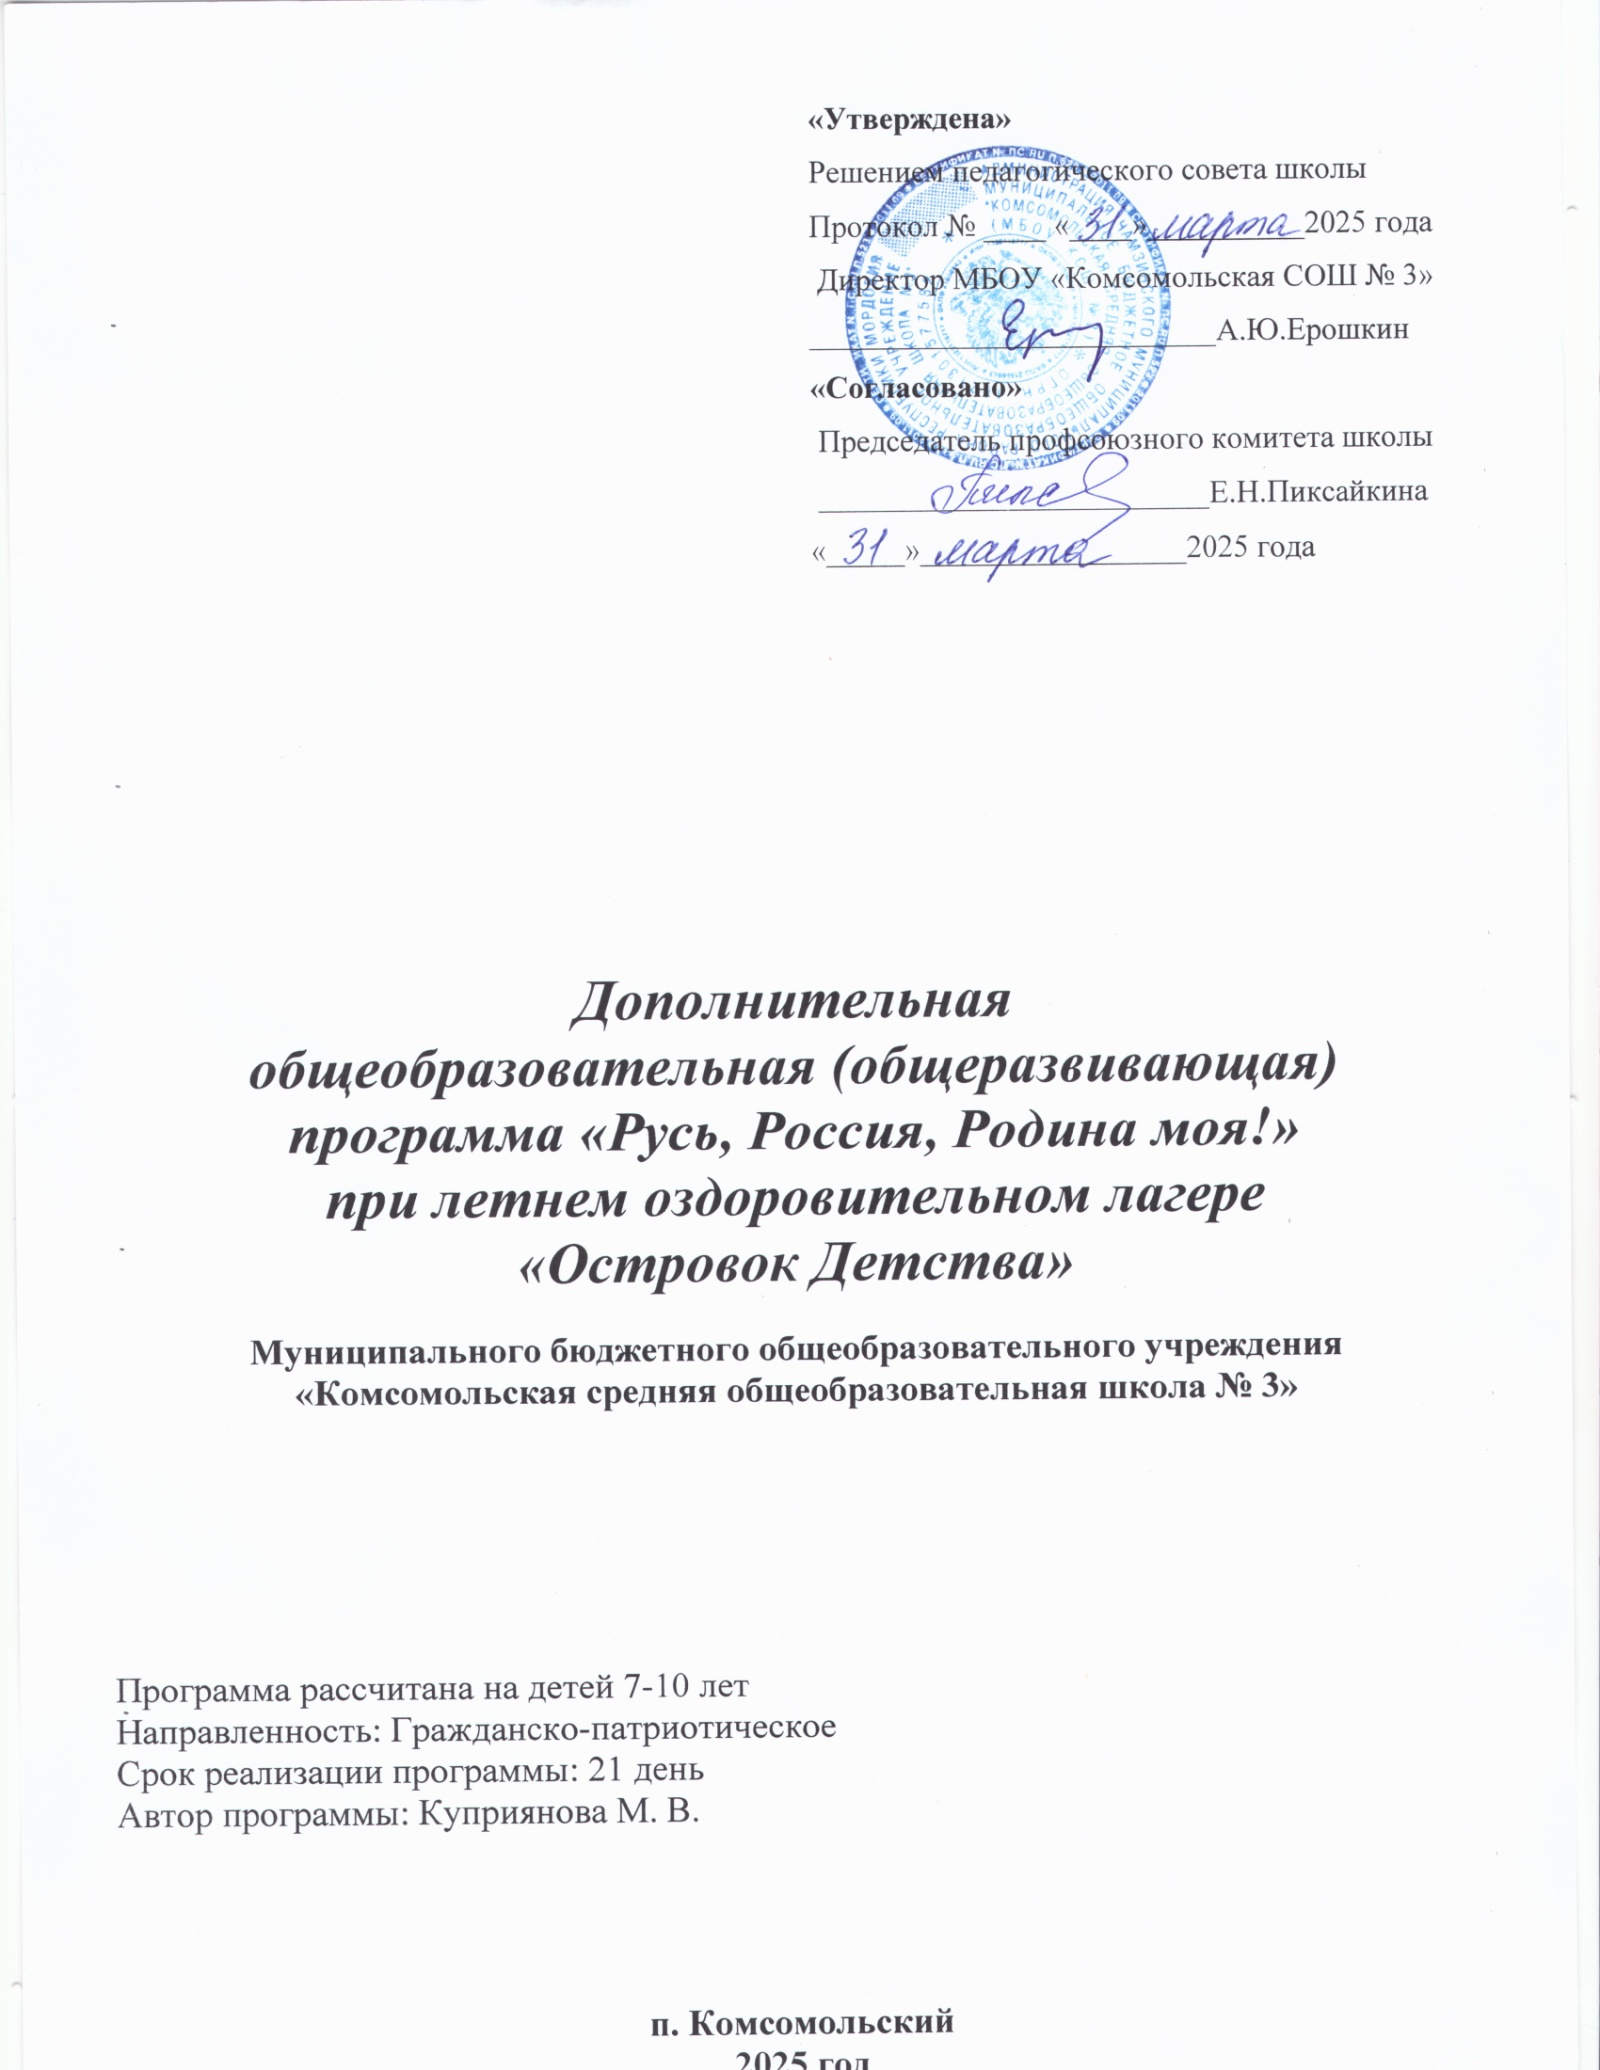 «Утверждена»
Решением педагогического совета школы
Протокол № ____ «31» марта 2025 года
Директор МБОУ «Комсомольская СОШ № 3»
А.Ю.Ерошкин
«Согласовано»
Председатель профсоюзного комитета школы
Е.Н.Пиксайкина
«31» марта 2025 года
Дополнительная
общеобразовательная (общеразвивающая)
программа «Русь, Россия, Родина моя!»
при летнем оздоровительном лагере
«Островок Детства»
Муниципального бюджетного общеобразовательного учреждения
«Комсомольская средняя общеобразовательная школа № 3»
Программа рассчитана на детей 7-10 лет
Направленность: Гражданско-патриотическое
Срок реализации программы: 21 день
Автор программы: Куприянова М. В.
п. Комсомольский
2025 год